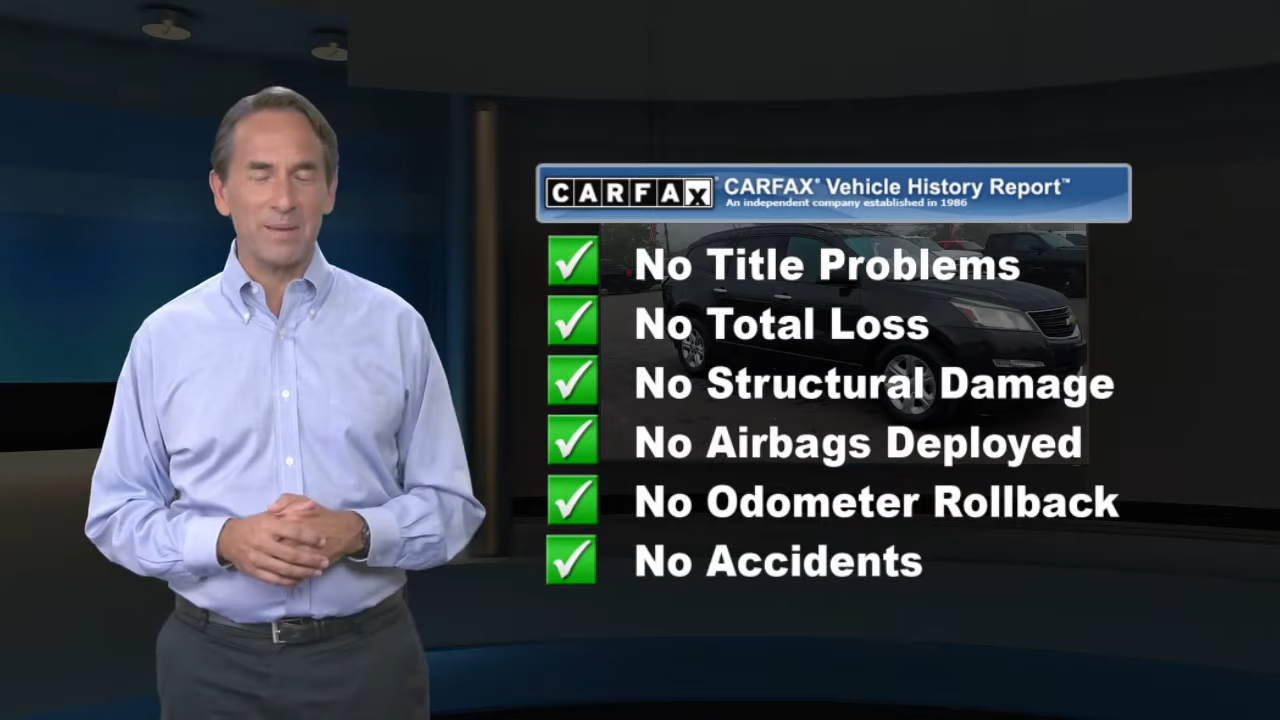 CARFAX® CARFAX® Vehicle History Report™
An independent company established in 1986
No Title Problems
No Total Loss
No Structural Damage
No Airbags Deployed
No Odometer Rollback
No Accidents